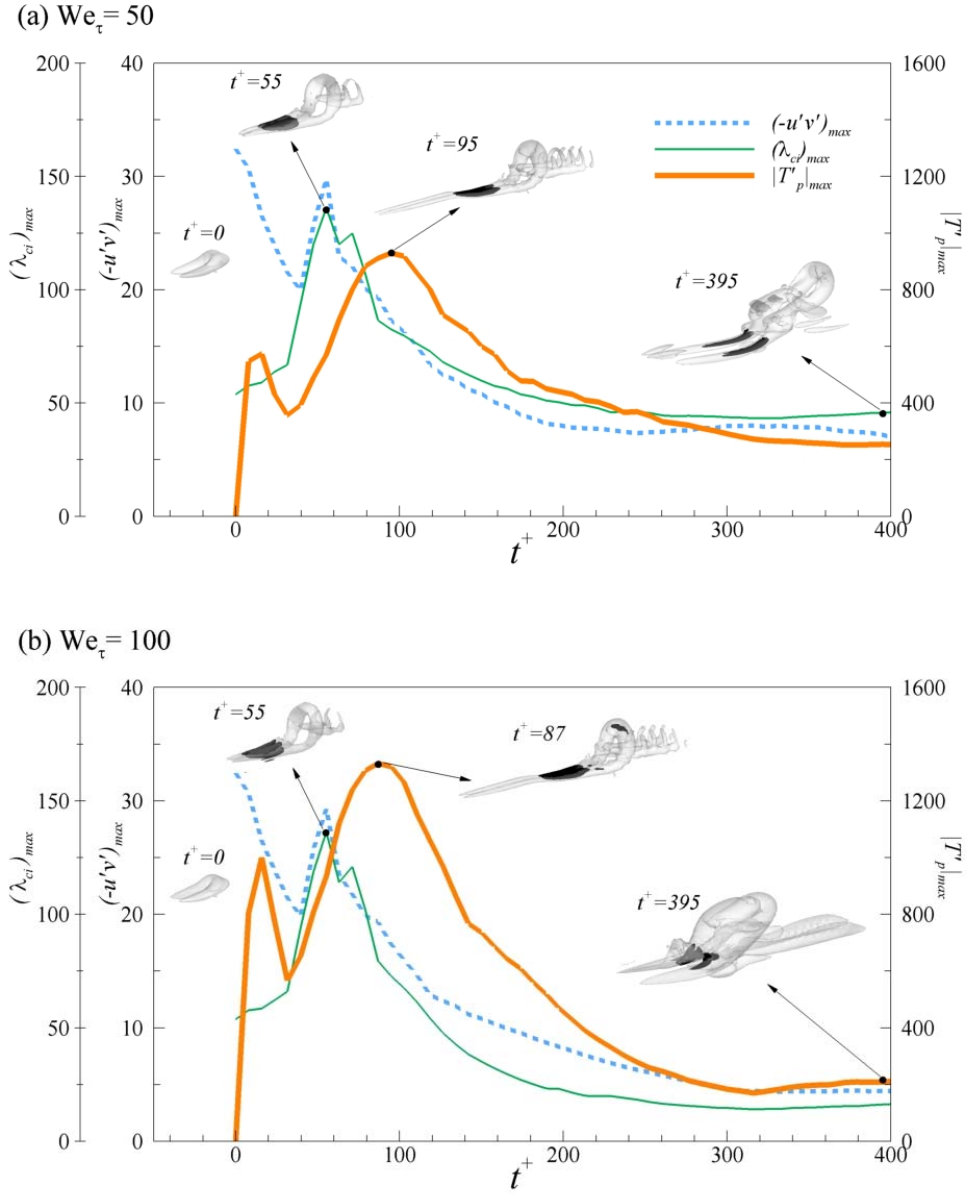 (a) We_τ= 50
200 40 1600
t^+=55
(-u'v')_max
(λ_ci)_max
|T'_p|_max
150 30 1200
t^+=95
t^+=0
(λ_ci)_max
(-u'v')_max
|T'_p|_max
100 20 800
t^+=395
50 10 400
0 0 0
0 100 200 300 400
t^+
(b) We_τ= 100
200 40 1600
t^+=55
t^+=87
150 30 1200
t^+=0
(λ_ci)_max
(-u'v')_max
|T'_p|_max
100 20 800
t^+=395
50 10 400
0 0 0
0 100 200 300 400
t^+